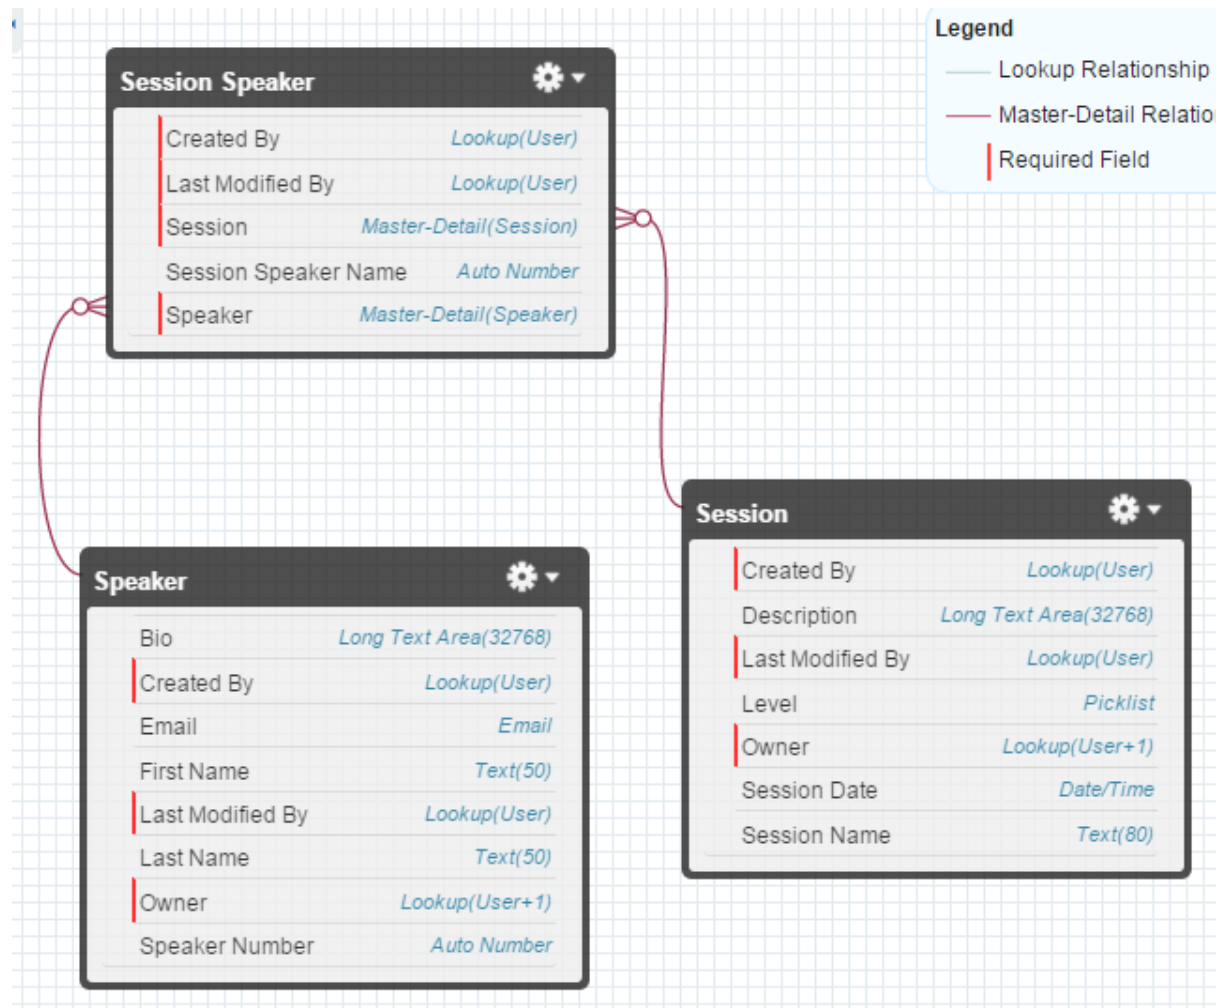 Legend
Lookup Relationship
Master-Detail Relatio
Required Field
Session Speaker
Created By Lookup(User)
Last Modified By Lookup(User)
Session Master-Detail(Session)
Session Speaker Name Auto Number
Speaker Master-Detail(Speaker)
Session
Created By Lookup(User)
Description Long Text Area(32768)
Last Modified By Lookup(User)
Level Picklist
Owner Lookup(User+1)
Session Date Date/Time
Session Name Text(80)
Speaker
Bio Long Text Area(32768)
Created By Lookup(User)
Email Email
First Name Text(50)
Last Modified By Lookup(User)
Last Name Text(50)
Owner Lookup(User+1)
Speaker Number Auto Number